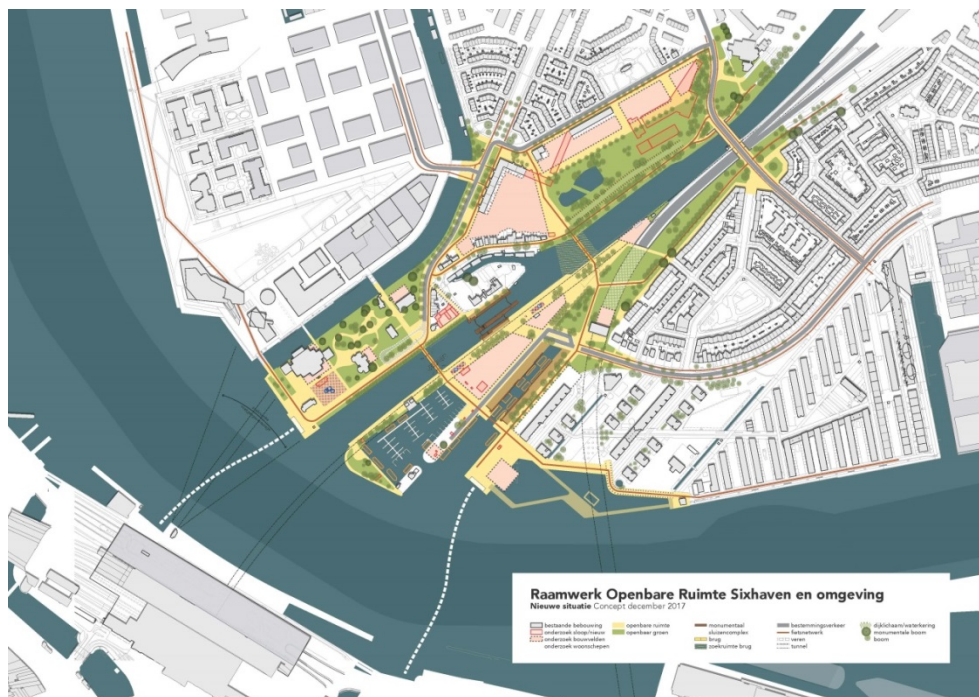 Raamwerk Openbare Ruimte Sixhaven en omgeving
Nieuwe situatie Concept december 2017
bestaande bebouwing
onderzoek sloop/nieuw
onderzoek bouwvelden
onderzoek woonschepen
openbare ruimte
openbaar groen
monumentaal
sluizencomplex
brug
zoekruimte brug
bestemmingsverkeer
fietsnetwerk
veren
tunnel
dijklichaam/waterkering
monumentale boom
boom